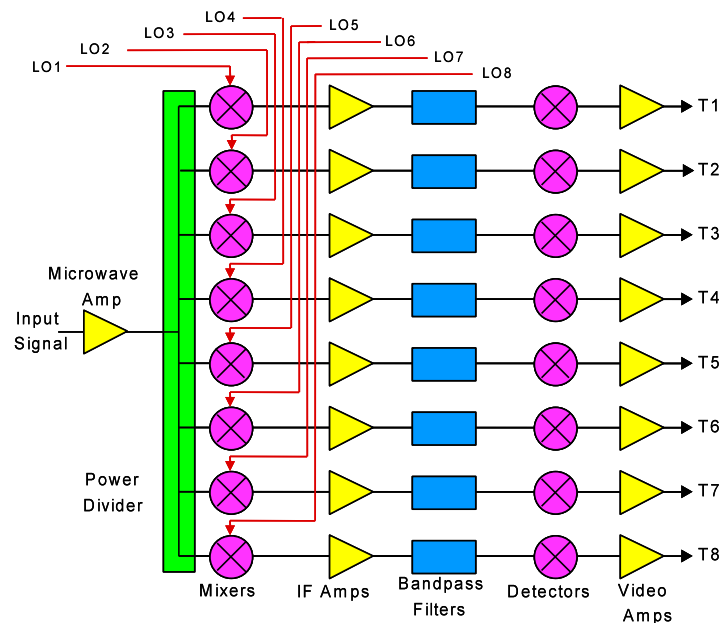 LO4
LO3
LO5
LO2
LO6
LO7
LO1
LO8
T1
T2
T3
T4
T5
T6
T7
T8
Microwave
Amp
Input
Signal
Power
Divider
Mixers
IF Amps
Bandpass
Filters
Detectors
Video
Amps